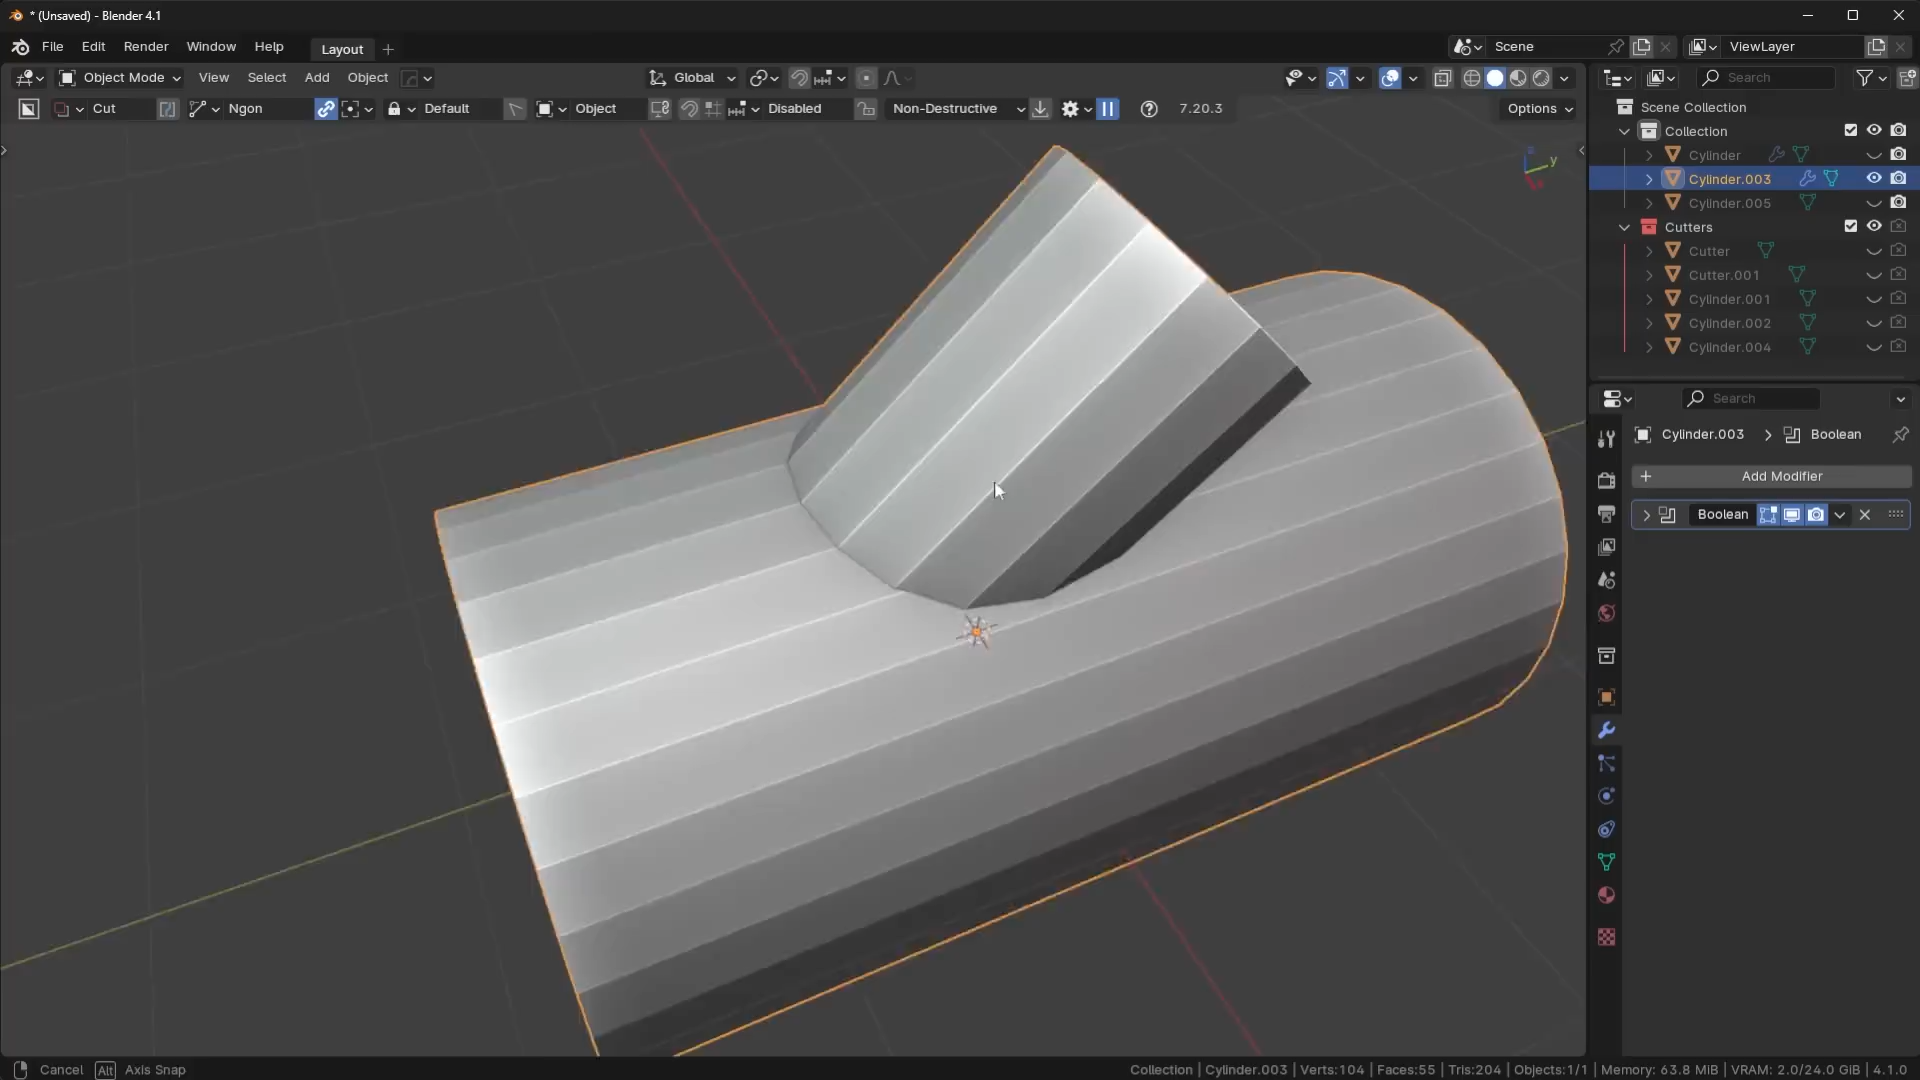 * (Unsaved) - Blender 4.1
File Edit Render Window Help Layout + Scene ViewLayer
Object Mode View Select Add Object Global Search
Cut Ngon Default Object Disabled Non-Destructive 7.20.3 Options
Scene Collection
Collection
Cylinder
Cylinder.003
Cylinder.005
Cutters
Cutter
Cutter.001
Cylinder.001
Cylinder.002
Cylinder.004
Search
Cylinder.003 > Boolean
+ Add Modifier
Boolean
z
y
Cancel Alt Axis Snap Collection | Cylinder.003 | Verts:104 | Faces:55 | Tris:204 | Objects:1/1 | Memory: 63.8 MiB | VRAM: 2.0/24.0 GiB | 4.1.0